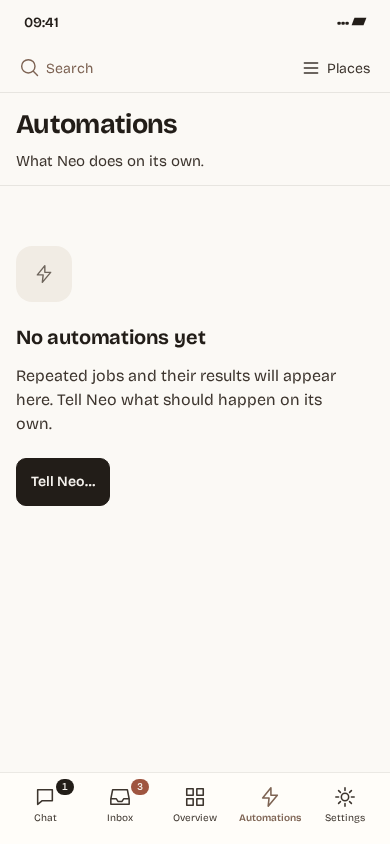 09:41
Search
Places
Automations
What Neo does on its own.
No automations yet
Repeated jobs and their results will appear
here. Tell Neo what should happen on its
own.
Tell Neo...
1
3
Chat
Inbox
Overview
Automations
Settings